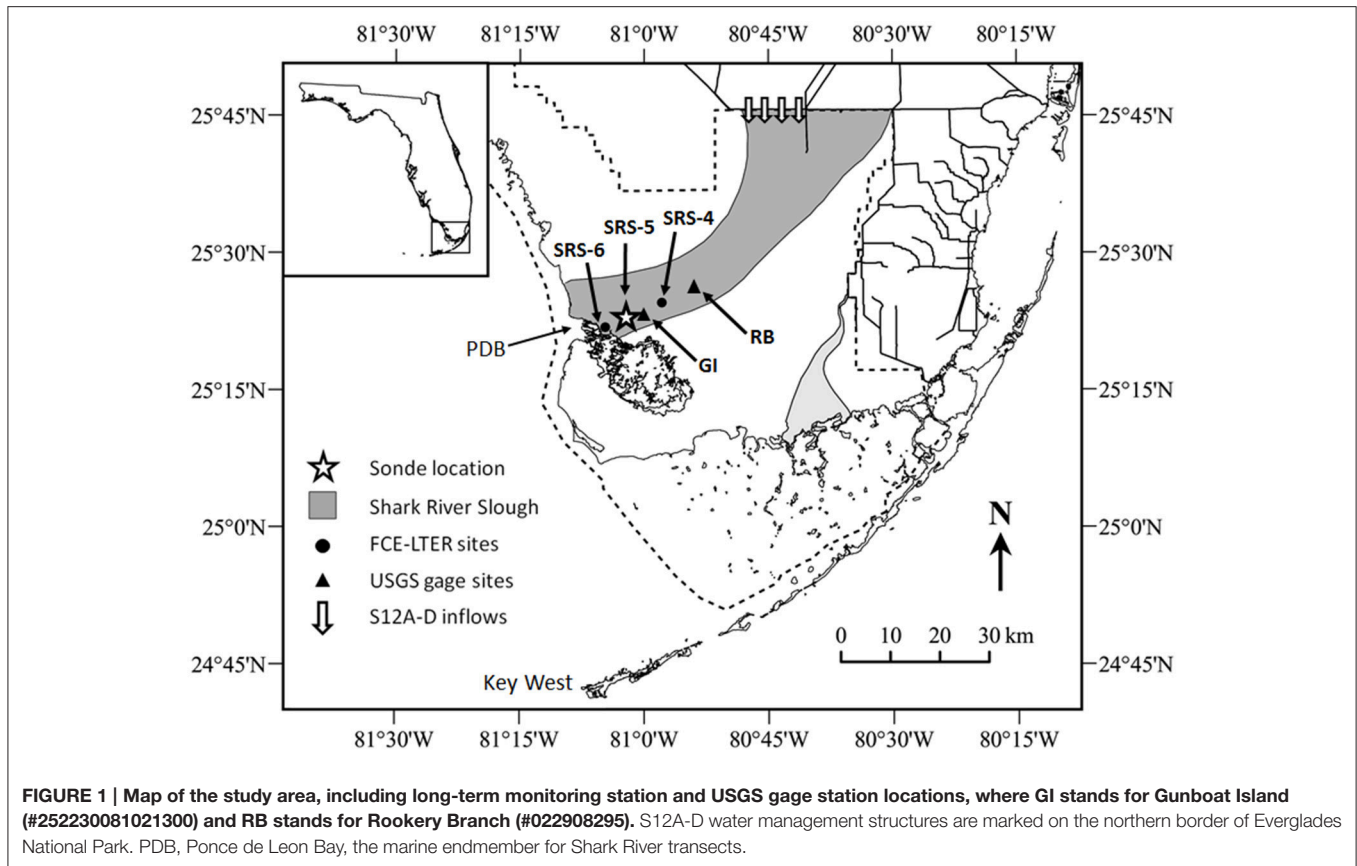 81°30'W 81°15'W 81°0'W 80°45'W 80°30'W 80°15'W
25°45'N 25°45'N
25°30'N 25°30'N
SRS-4
SRS-5
SRS-6
PDB
RB
GI
25°15'N 25°15'N
Sonde location
Shark River Slough
25°0'N 25°0'N
N
FCE-LTER sites
USGS gage sites
S12A-D inflows
0 10 20 30 km
24°45'N 24°45'N
Key West
81°30'W 81°15'W 81°0'W 80°45'W 80°30'W 80°15'W
FIGURE 1 | Map of the study area, including long-term monitoring station and USGS gage station locations, where GI stands for Gunboat Island
(#252230081021300) and RB stands for Rookery Branch (#022908295). S12A-D water management structures are marked on the northern border of Everglades
National Park. PDB, Ponce de Leon Bay, the marine endmember for Shark River transects.